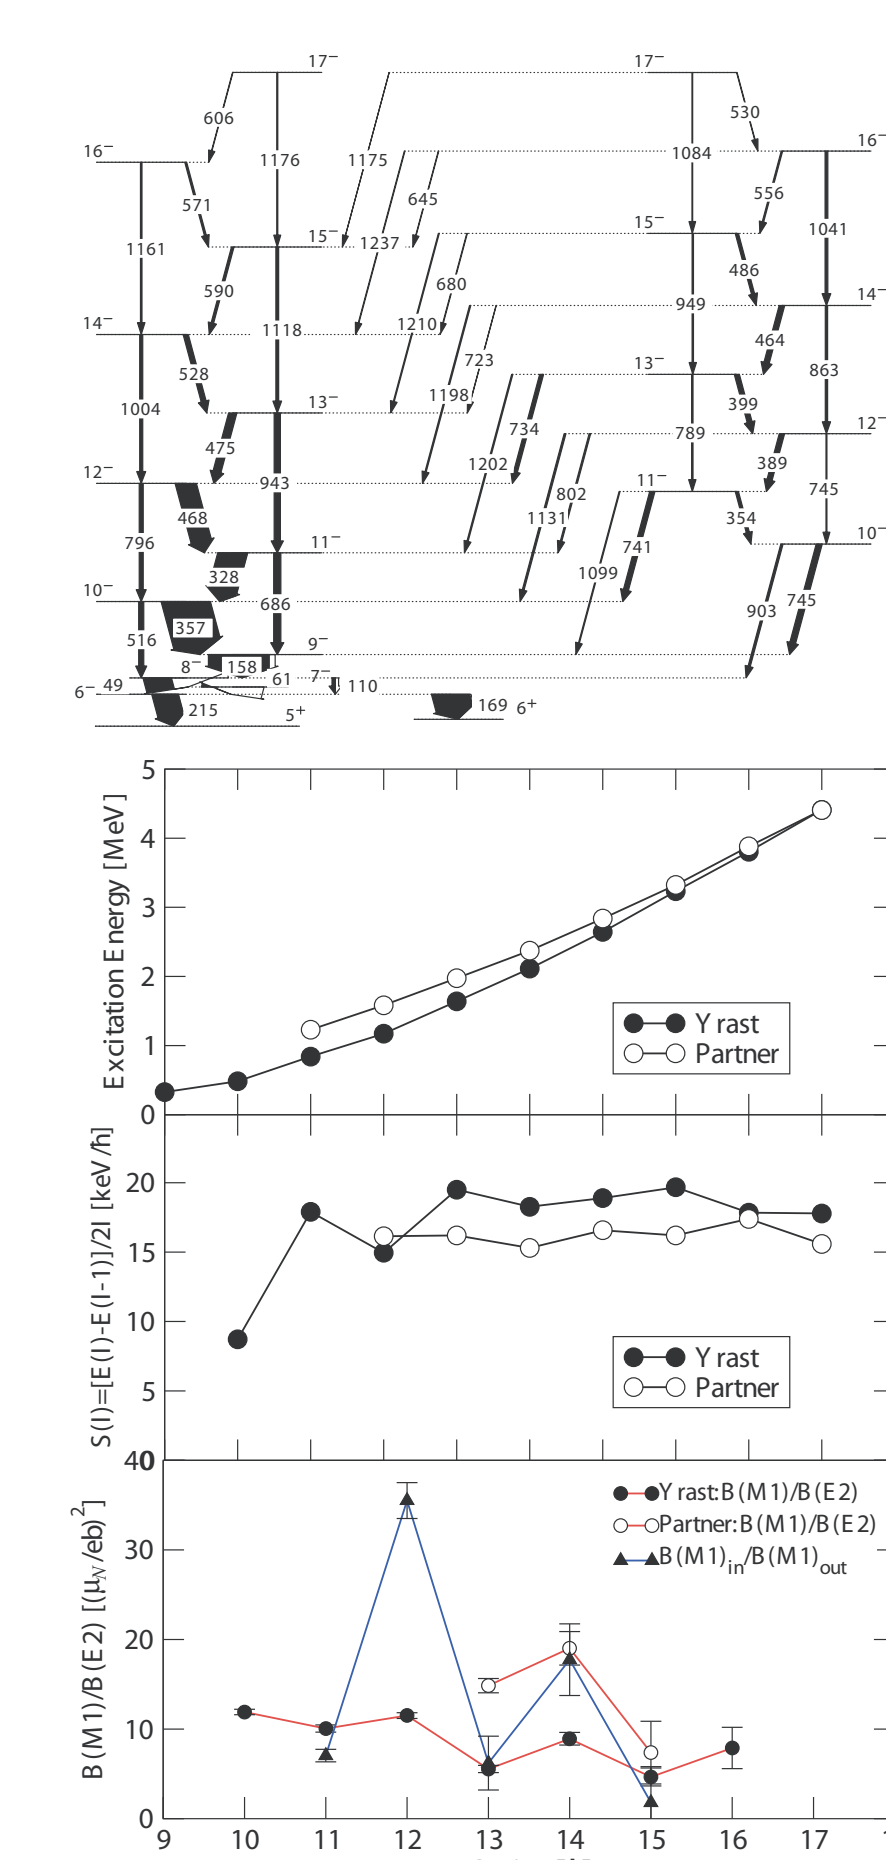 17⁻ 17⁻
606 530
16⁻ 1176 1175 1084 16⁻
571 645 556
15⁻ 1237 15⁻ 1041
1161
590 680 486
14⁻ 1118 1210 949 14⁻
528 723 464
13⁻ 1198 13⁻ 863
1004 734 399
475 789 12⁻
12⁻ 943 1202 11⁻ 389
468 802 745
796 11⁻ 1131 354 10⁻
328 741
10⁻ 686 1099 903 745
516 357 9⁻
8⁻ 158 61 7⁻
6⁻ 49 110
215 5⁺ 169 6⁺
5
4
3
2
1
0
Excitation Energy [MeV]
Yrast
Partner
20
15
10
5
0
S(I)=[E(I)-E(I-1)]/2I [keV/ħ]
Yrast
Partner
40
30
20
10
0
B(M1)/B(E2) [(μN/eb)²]
Yrast:B(M1)/B(E2)
Partner:B(M1)/B(E2)
B(M1)in/B(M1)out
9 10 11 12 13 14 15 16 17